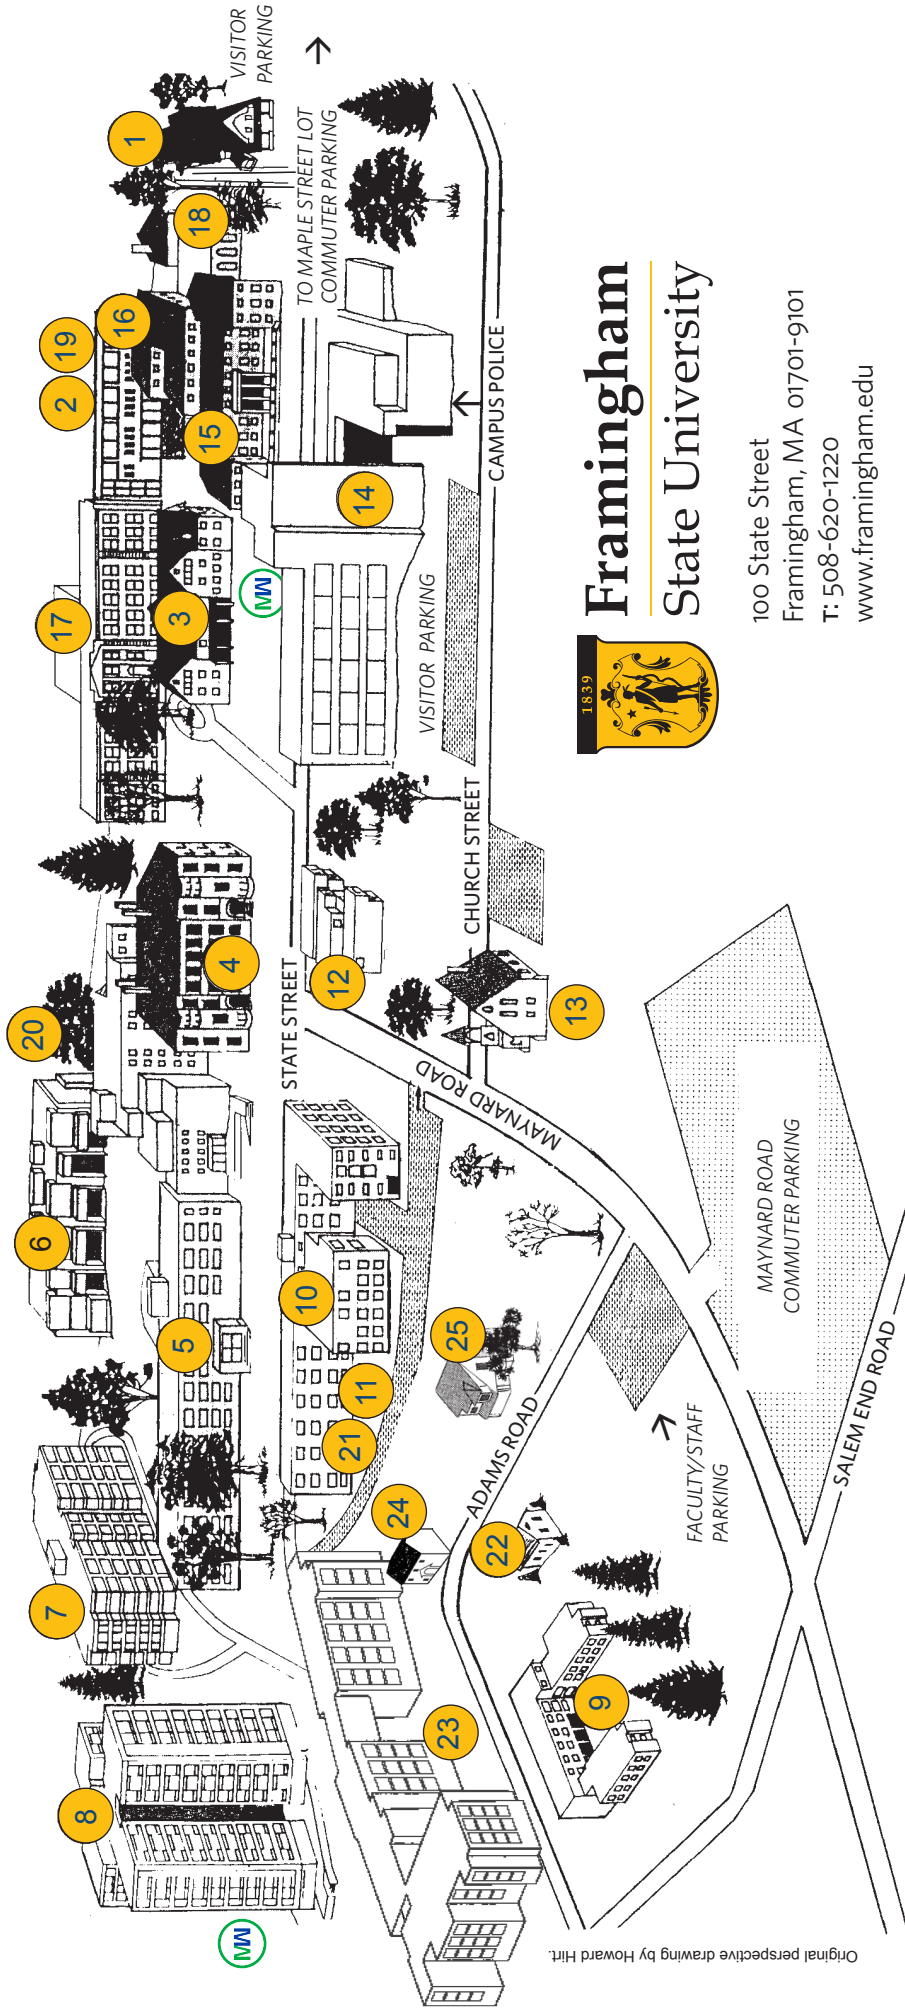 VISITOR
PARKING
1
18
TO MAPLE STREET LOT
COMMUTER PARKING
19
2
16
15
14
17
3
MW
VISITOR PARKING
CAMPUS POLICE
CHURCH STREET
20
4
12
13
STATE STREET
MAYNARD ROAD
6
5
10
11
21
25
7
24
22
ADAMS ROAD
FACULTY/STAFF
PARKING
MAYNARD ROAD
COMMUTER PARKING
SALEM END ROAD
8
23
9
MW
1839
Framingham
State University
100 State Street
Framingham, MA 01701-9101
T: 508-620-1220
www.framingham.edu
Original perspective drawing by Howard Hirt.